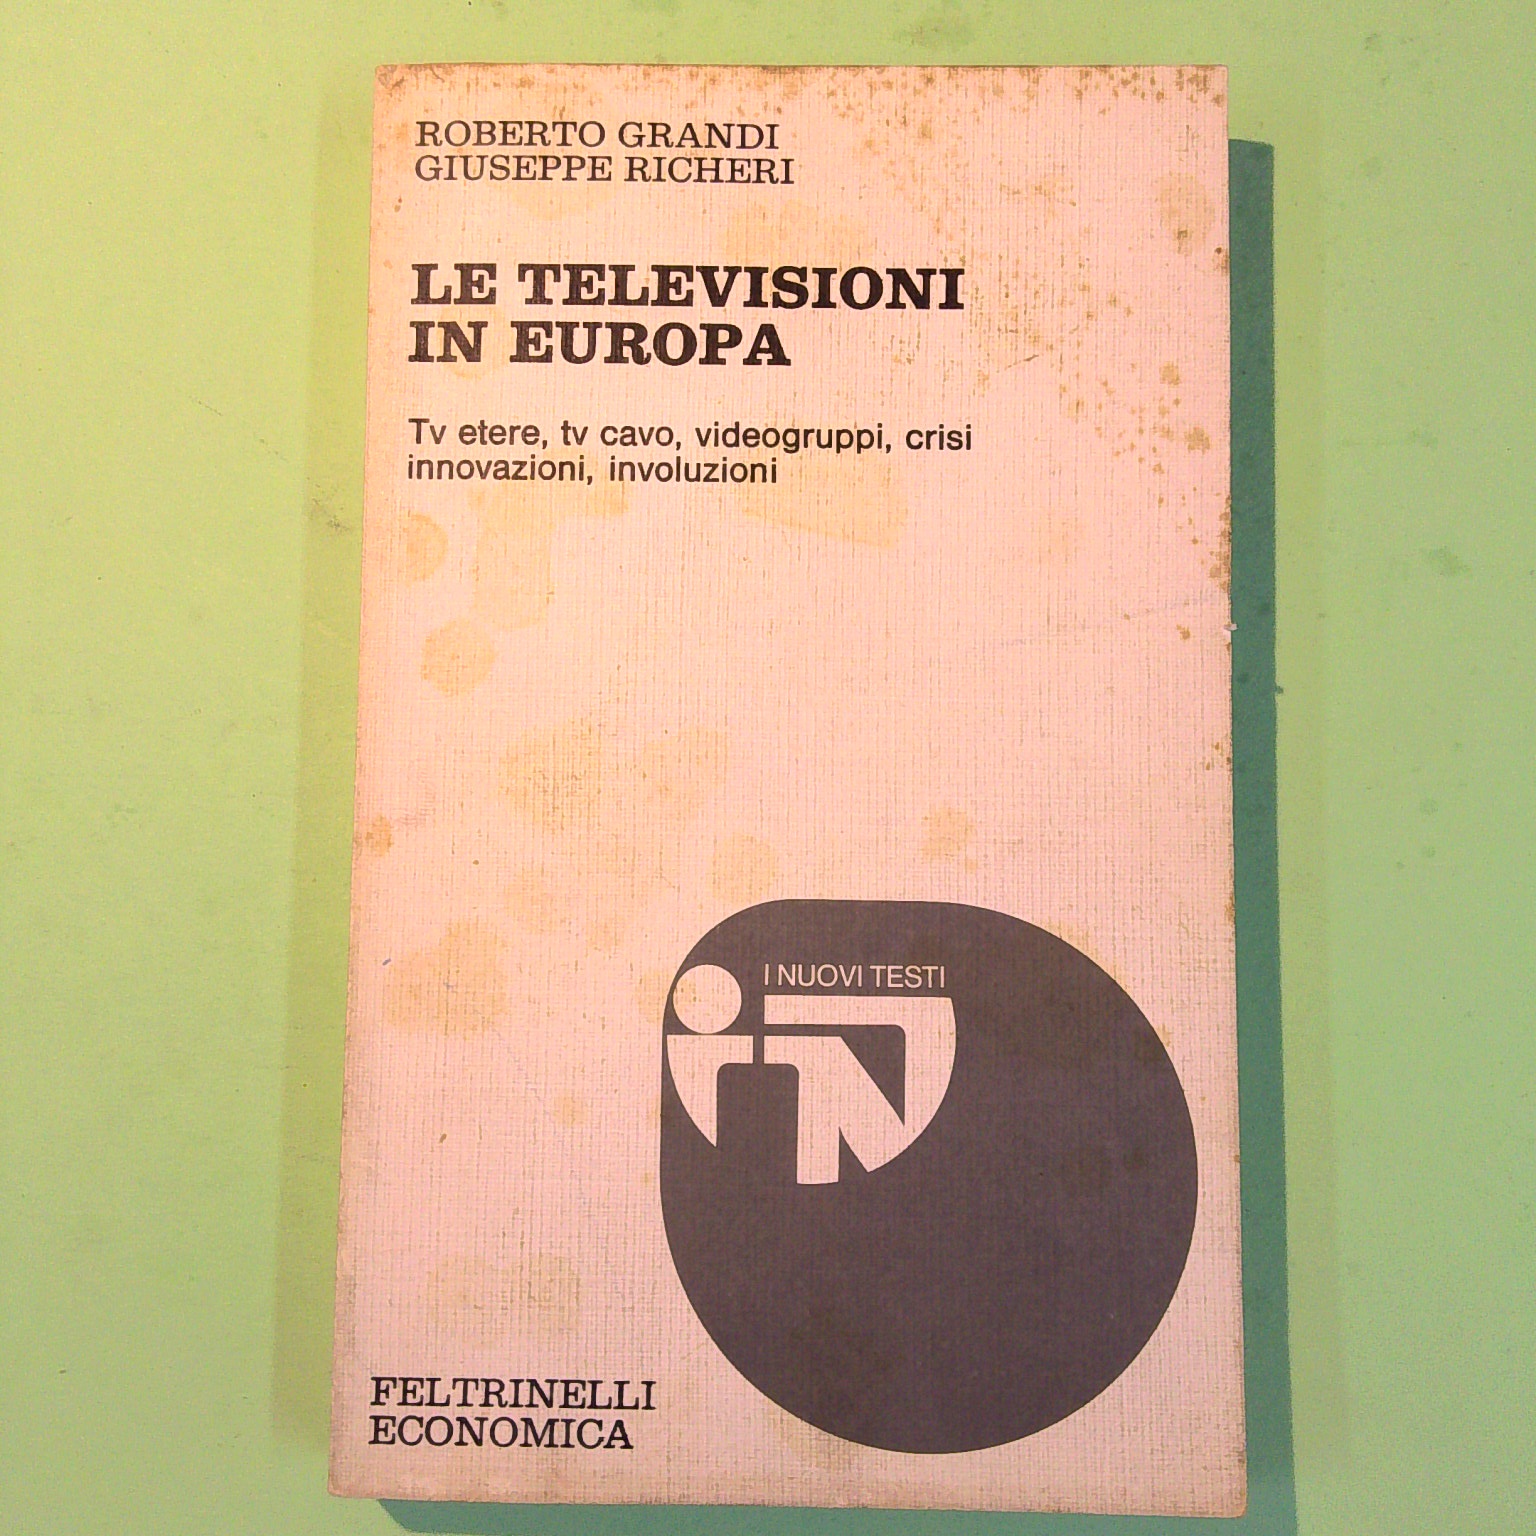 ROBERTO GRANDI
GIUSEPPE RICHERI
LE TELEVISIONI
IN EUROPA
Tv etere, tv cavo, videogruppi, crisi
innovazioni, involuzioni
I NUOVI TESTI
iN
FELTRINELLI
ECONOMICA